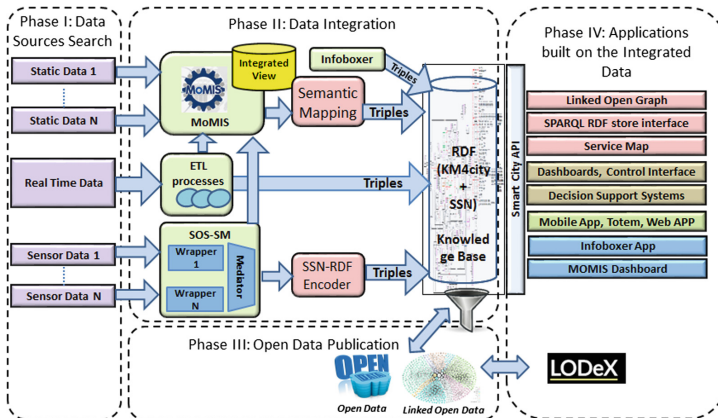 Phase I: Data
Sources Search
Static Data 1
Static Data N
Real Time Data
Sensor Data 1
Sensor Data N
Phase II: Data Integration
Integrated
View
MOMIS
MoMIS
Infoboxer
Triples
Semantic
Mapping
Triples
ETL
processes
Triples
SOS-SM
Wrapper
1
Wrapper
N
Mediator
SSN-RDF
Encoder
Triples
RDF
(KM4city
+
SSN)
Knowled
ge Base
Smart City API
Phase III: Open Data Publication
OPEN
Open Data
Linked Open Data
Phase IV: Applications
built on the Integrated
Data
Linked Open Graph
SPARQL RDF store interface
Service Map
Dashboards, Control Interface
Decision Support Systems
Mobile App, Totem, Web APP
Infoboxer App
MOMIS Dashboard
LODeX